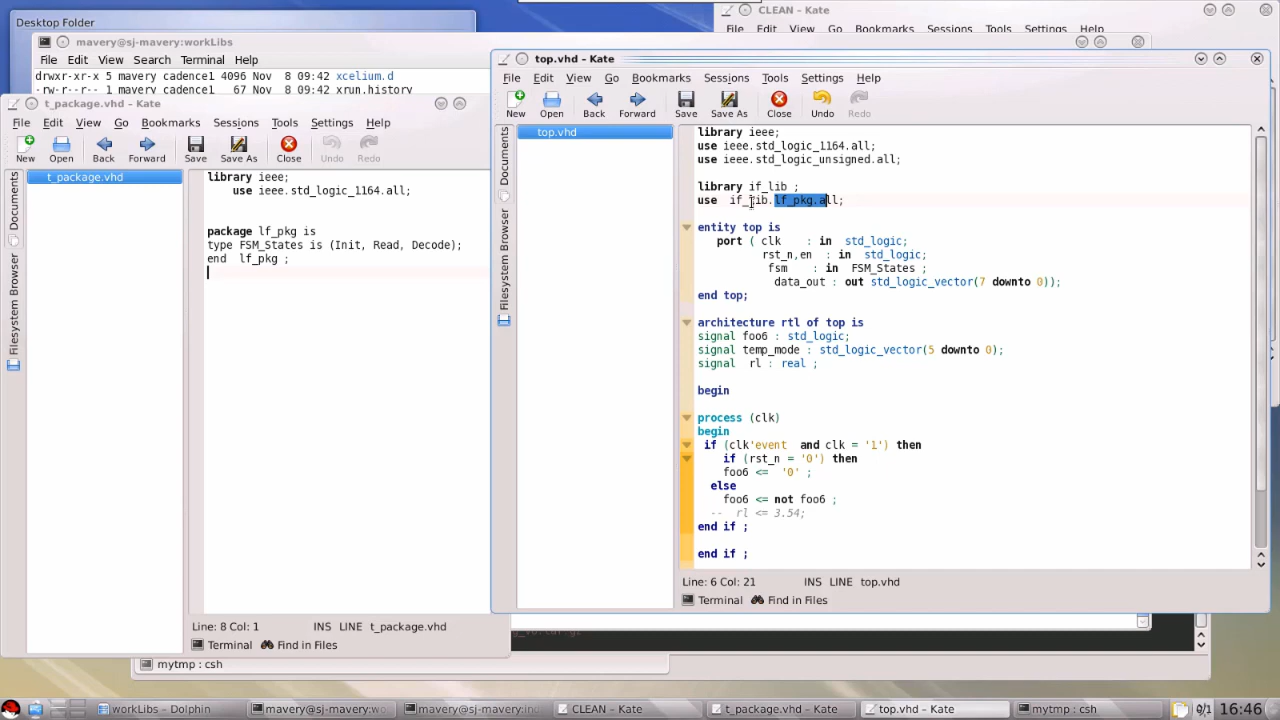 Desktop Folder
CLEAN – Kate
File Edit View Go Bookmarks Sessions Tools Settings Help
mavery@sj-mavery:workLibs
File Edit View Search Terminal Help
drwxr-xr-x 5 mavery cadence1 4096 Nov 8 09:42 xcelium.d
-rw-r--r-- 1 mavery cadence1 67 Nov 8 09:42 xrun.history
t_package.vhd – Kate
File Edit View Go Bookmarks Sessions Tools Settings Help
New Open Back Forward Save Save As Close Undo Redo
Documents
Filesystem Browser
t_package.vhd
library ieee;
use ieee.std_logic_1164.all;
package lf_pkg is
type FSM_States is (Init, Read, Decode);
end lf_pkg ;
Line: 8 Col: 1 INS LINE t_package.vhd
Terminal Find in Files
top.vhd – Kate
File Edit View Go Bookmarks Sessions Tools Settings Help
New Open Back Forward Save Save As Close Undo Redo
Documents
Filesystem Browser
top.vhd
library ieee;
use ieee.std_logic_1164.all;
use ieee.std_logic_unsigned.all;
library if_lib ;
use if_lib.lf_pkg.all;
entity top is
port ( clk : in std_logic;
rst_n,en : in std_logic;
fsm : in FSM_States ;
data_out : out std_logic_vector(7 downto 0));
end top;
architecture rtl of top is
signal foo6 : std_logic;
signal temp_mode : std_logic_vector(5 downto 0);
signal rl : real ;
begin
process (clk)
begin
if (clk'event and clk = '1') then
if (rst_n = '0') then
foo6 <= '0' ;
else
foo6 <= not foo6 ;
-- rl <= 3.54;
end if ;
end if ;
Line: 6 Col: 21 INS LINE top.vhd
Terminal Find in Files
mytmp : csh
workLibs – Dolphin
mavery@sj-mavery:wo
mavery@sj-mavery:ind
CLEAN – Kate
t_package.vhd – Kate
top.vhd – Kate
mytmp : csh
0/1
16:46